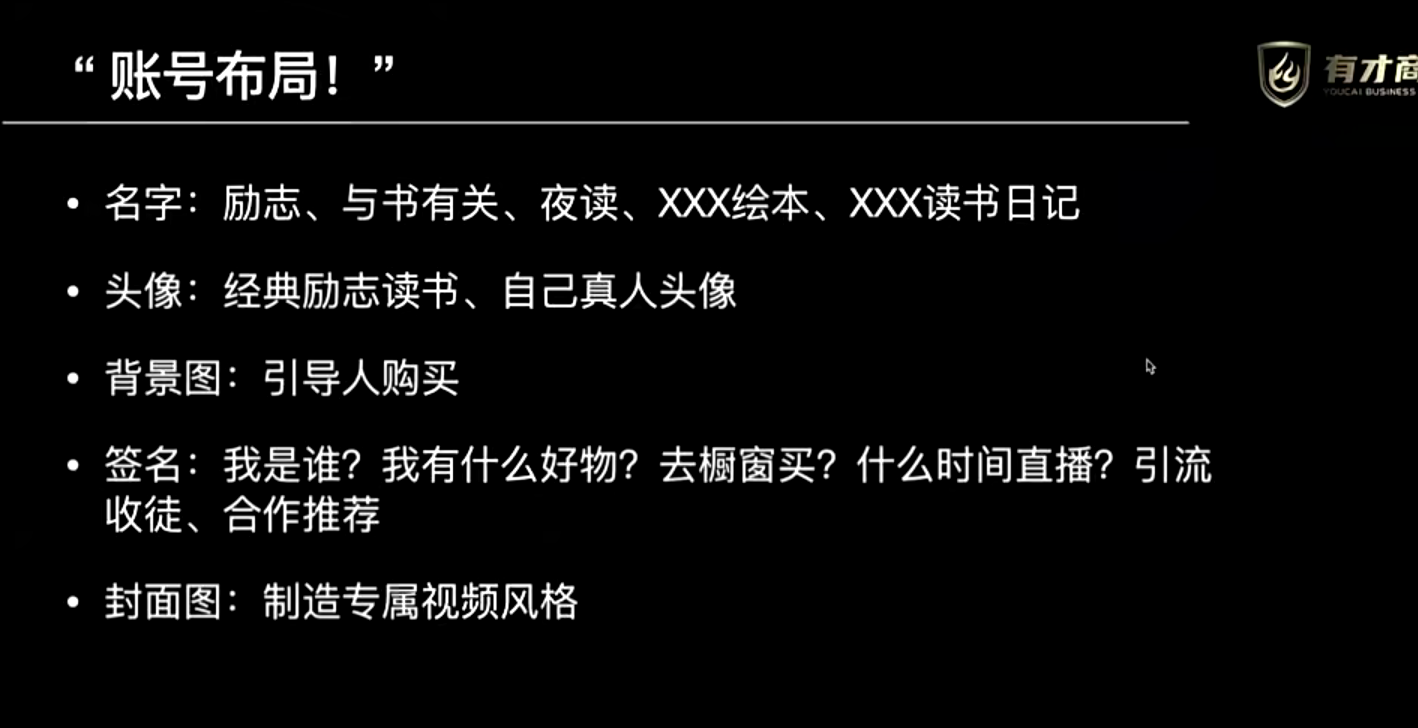 “账号布局！”
有才商
YOUCAI BUSINESS
• 名字：励志、与书有关、夜读、XXX绘本、XXX读书日记
• 头像：经典励志读书、自己真人头像
• 背景图：引导人购买
• 签名：我是谁？我有什么好物？去橱窗买？什么时间直播？引流
收徒、合作推荐
• 封面图：制造专属视频风格